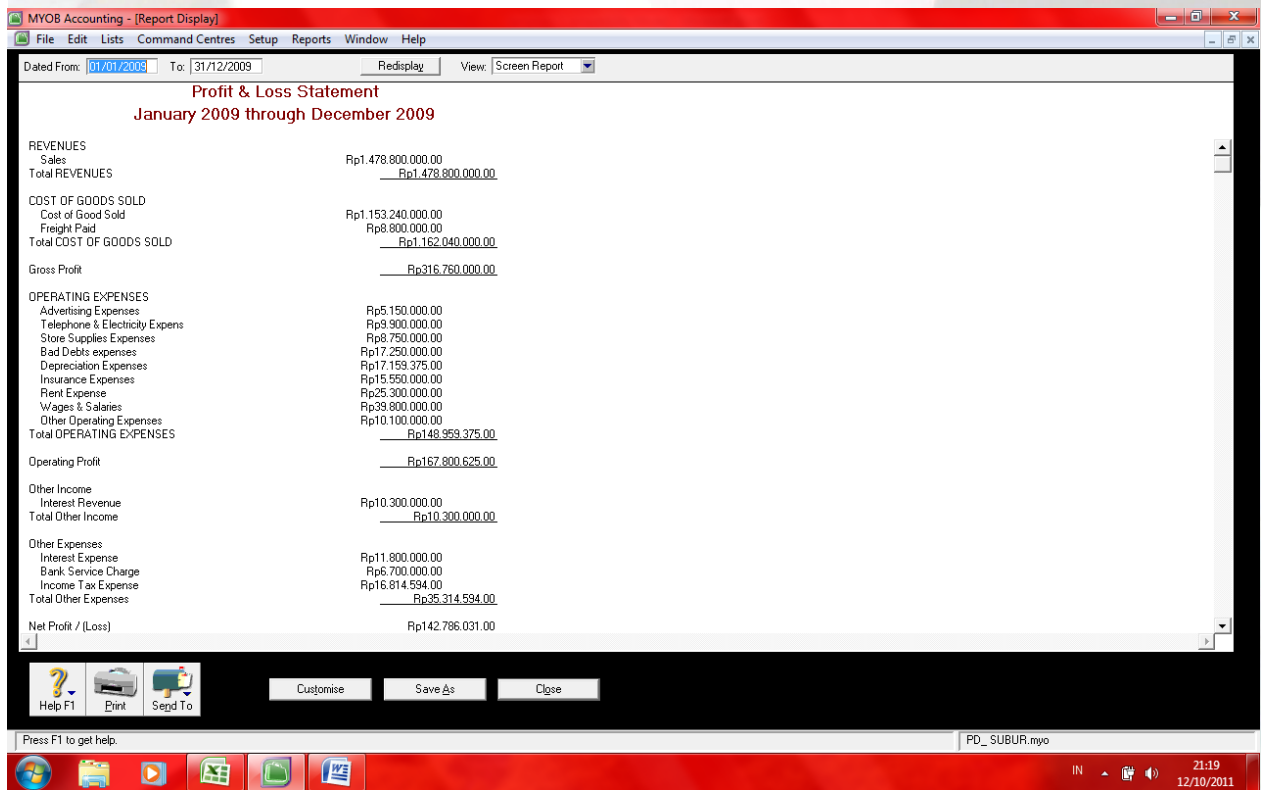 MYOB Accounting - [Report Display]
File Edit Lists Command Centres Setup Reports Window Help
Dated From: 01/01/2009 To: 31/12/2009 Redisplay View: Screen Report
Profit & Loss Statement
January 2009 through December 2009
REVENUES
Sales Rp1.478.800.000.00
Total REVENUES Rp1.478.800.000.00
COST OF GOODS SOLD
Cost of Good Sold Rp1.153.240.000.00
Freight Paid Rp8.800.000.00
Total COST OF GOODS SOLD Rp1.162.040.000.00
Gross Profit Rp316.760.000.00
OPERATING EXPENSES
Advertising Expenses Rp5.150.000.00
Telephone & Electricity Expens Rp9.900.000.00
Store Supplies Expenses Rp8.750.000.00
Bad Debts expenses Rp17.250.000.00
Depreciation Expenses Rp17.159.375.00
Insurance Expenses Rp15.550.000.00
Rent Expense Rp25.300.000.00
Wages & Salaries Rp39.800.000.00
Other Operating Expenses Rp10.100.000.00
Total OPERATING EXPENSES Rp148.959.375.00
Operating Profit Rp167.800.625.00
Other Income
Interest Revenue Rp10.300.000.00
Total Other Income Rp10.300.000.00
Other Expenses
Interest Expense Rp11.800.000.00
Bank Service Charge Rp6.700.000.00
Income Tax Expense Rp16.814.594.00
Total Other Expenses Rp35.314.594.00
Net Profit / (Loss) Rp142.786.031.00
Help F1 Print Send To Customise Save As Close
Press F1 to get help. PD_ SUBUR.myo
IN 21:19
12/10/2011